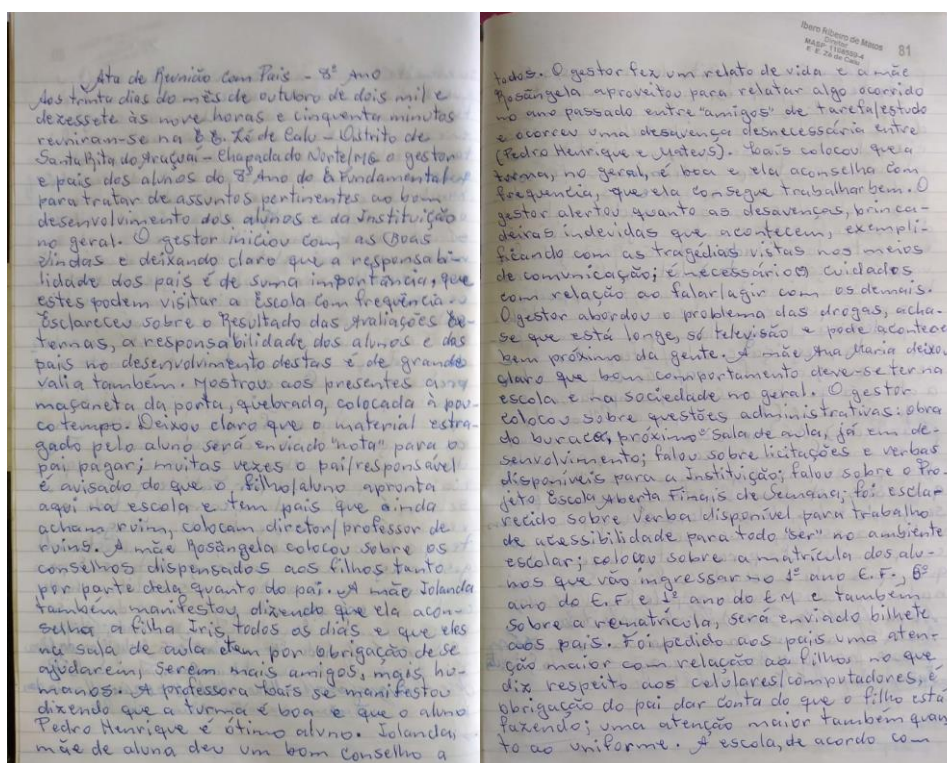 Ata de Reunião com Pais - 8º Ano
Aos trinta dias do mês de outubro de dois mil e
dezessete às nove horas e cinquenta minutos
reuniram-se na E.E. Zé de Calu - Distrito de
Santa Rita do Araçuaí - Chapada do Norte/MG o gestor
e pais dos alunos do 8º Ano do E. Fundamental
para tratar de assuntos pertinentes ao bom
desenvolvimento dos alunos e da Instituição
no geral. O gestor iniciou com as Boas
Vindas e deixando claro que a responsabi-
lidade dos pais é de suma importância, que
estes podem visitar a Escola com frequência.
Esclareceu sobre o Resultado das Avaliações Ex-
ternas, a responsabilidade dos alunos e dos
pais no desenvolvimento destas é de grande
valia também. Mostrou aos presentes a
maçaneta da porta, quebrada, colocada à pou-
co tempo. Deixou claro que o material estra-
gado pelo aluno será enviado "nota" para o
pai pagar; muitas vezes o pai/responsável
é avisado do que o filho/aluno apronta
aqui na escola e tem pais que ainda
acham ruim, colocam diretor/professor de
ruins. A mãe Rosângela colocou sobre os
conselhos dispensados aos filhos tanto
por parte dela quanto do pai. A mãe Iolanda
também manifestou, dizendo que ela acon-
selha a filha Iris todos os dias e que eles
na sala de aula tem por obrigação de se
ajudarem, serem mais amigos, mais hu-
manos. A professora Laís se manifestou
dizendo que a turma é boa e que o aluno
Pedro Henrique é ótimo aluno. Iolanda,
mãe de aluna deu um bom conselho a
Ibero Ribeiro de Matos
Diretor
MASP
E. E. Zé de Calu
81
todos. O gestor fez um relato de vida e a mãe
Rosângela aproveitou para relatar algo ocorrido
no ano passado entre "amigos" de tarefa/estudo
e ocorreu uma desavença desnecessária entre
(Pedro Henrique e Mateus). Laís colocou que a
turma, no geral, é boa e ela aconselha com
frequencia, que ela consegue trabalhar bem. O
gestor alertou quanto as desavenças, brinca-
deiras indevidas que acontecem, exempli-
ficando com as tragédias vistas nos meios
de comunicação; é necessário cuidados
com relação ao falar/agir com os demais.
O gestor abordou o problema das drogas, acha-
se que está longe, só televisão e pode acontecer
bem próximo da gente. A mãe Ana Maria deixou
claro que bom comportamento deve-se ter na
escola e na sociedade no geral. O gestor
colocou sobre questões administrativas: obra
do buraco, próximo sala de aula, já em de-
senvolvimento; falou sobre licitações e verbas
disponíveis para a Instituição; falou sobre o Pro
jeto Escola Aberta Finais de Semana; foi escla-
recido sobre verba disponível para trabalho
de acessibilidade para todo "ser" no ambiente
escolar; colocou sobre a matrícula dos alu-
nos que vão ingressar no 1º ano E.F., 6º
ano do E.F e 1º ano do EM e também
sobre a rematrícula, será enviado bilhete
aos pais. Foi pedido aos pais uma aten-
ção maior com relação ao filho, no que
diz respeito aos celulares/computadores, é
obrigação do pai dar conta do que o filho está
fazendo; uma atenção maior também quan
to ao uniforme. A escola, de acordo com